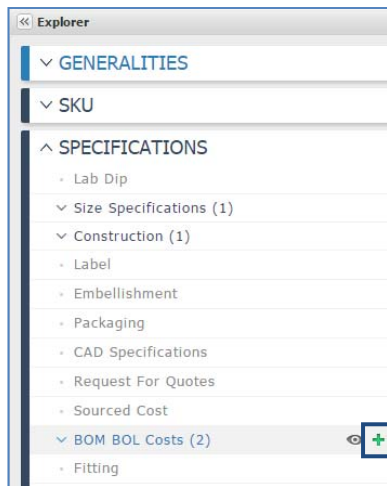 Explorer
GENERALITIES
SKU
SPECIFICATIONS
Lab Dip
Size Specifications (1)
Construction (1)
Label
Embellishment
Packaging
CAD Specifications
Request For Quotes
Sourced Cost
BOM BOL Costs (2)
Fitting